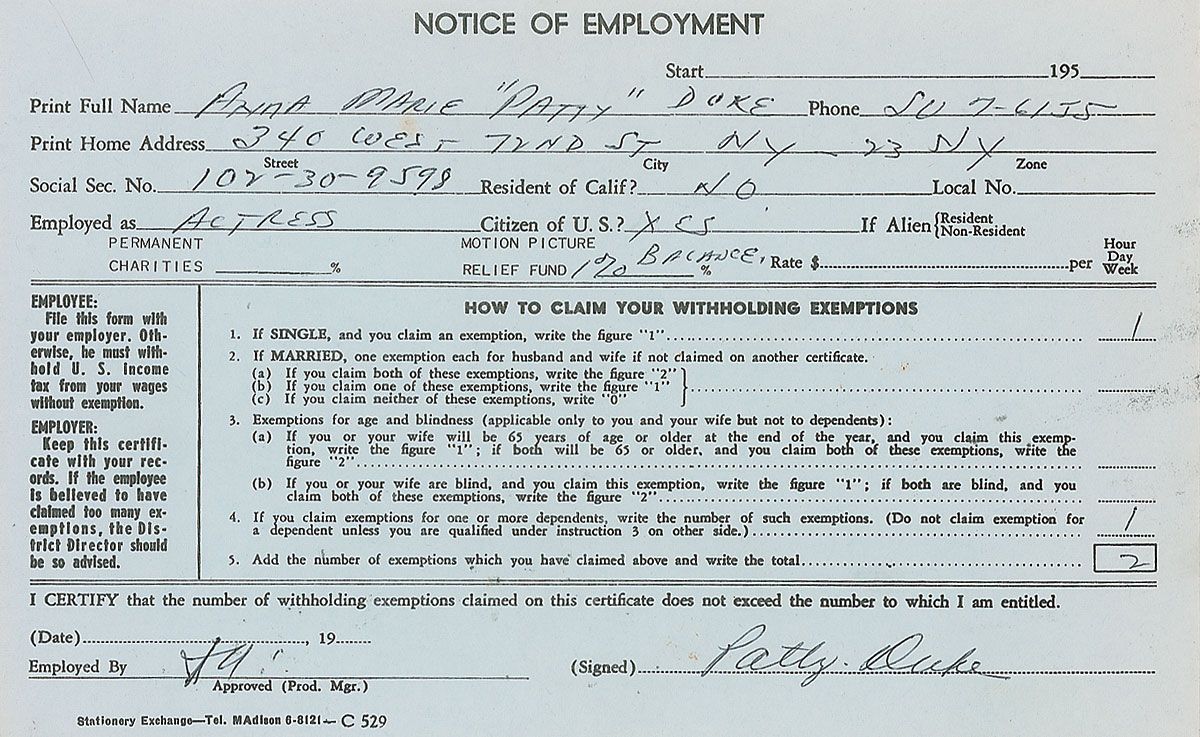 NOTICE OF EMPLOYMENT
Start 195
Print Full Name ANNA MARIE "PATTY" DUKE Phone SU 7-6155
Print Home Address 340 WEST 72ND ST NY 23 NY
Street City Zone
Social Sec. No. Resident of Calif? NO Local No.
Employed as ACTRESS Citizen of U. S.? YES If Alien { Resident
Non-Resident
PERMANENT MOTION PICTURE Hour
CHARITIES % RELIEF FUND 1% BALANCE. % Rate $ per Day
Week
EMPLOYEE:
File this form with
your employer. Oth-
erwise, he must with-
hold U. S. income
tax from your wages
without exemption.
EMPLOYER:
Keep this certifi-
cate with your rec-
ords. If the employee
is believed to have
claimed too many ex-
emptions, the Dis-
trict Director should
be so advised.
HOW TO CLAIM YOUR WITHHOLDING EXEMPTIONS
1. If SINGLE, and you claim an exemption, write the figure "1" 1
2. If MARRIED, one exemption each for husband and wife if not claimed on another certificate.
(a) If you claim both of these exemptions, write the figure "2"
(b) If you claim one of these exemptions, write the figure "1"
(c) If you claim neither of these exemptions, write "0"
3. Exemptions for age and blindness (applicable only to you and your wife but not to dependents):
(a) If you or your wife will be 65 years of age or older at the end of the year, and you claim this exemp-
tion, write the figure "1"; if both will be 65 or older, and you claim both of these exemptions, write the
figure "2"
(b) If you or your wife are blind, and you claim this exemption, write the figure "1"; if both are blind, and you
claim both of these exemptions, write the figure "2"
4. If you claim exemptions for one or more dependents, write the number of such exemptions. (Do not claim exemption for
a dependent unless you are qualified under instruction 3 on other side.) 1
5. Add the number of exemptions which you have claimed above and write the total 2
I CERTIFY that the number of withholding exemptions claimed on this certificate does not exceed the number to which I am entitled.
(Date) , 19
Employed By (Signed) Patty Duke
Approved (Prod. Mgr.)
Stationery Exchange—Tel. MAdison 6-8121— C 529